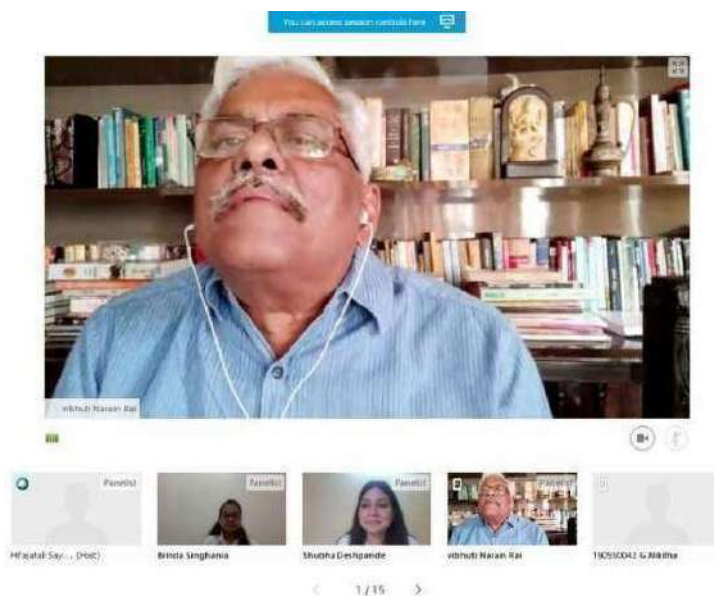 You can access session controls here
vibhuti Narain Rai
Panelist
Panelist
Panelist
Panelist
(Host)
Brinda Singhania
Shubha Deshpande
vibhuti Narain Rai
1 / 15